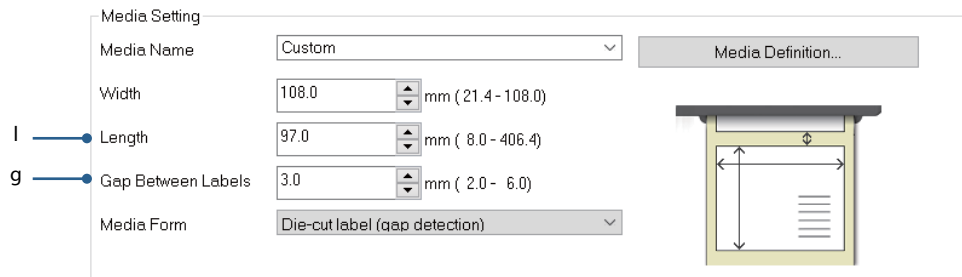 Media Setting
Media Name Custom Media Definition...
Width 108.0 mm ( 21.4 - 108.0)
l Length 97.0 mm ( 8.0 - 406.4)
g Gap Between Labels 3.0 mm ( 2.0 - 6.0)
Media Form Die-cut label (gap detection)